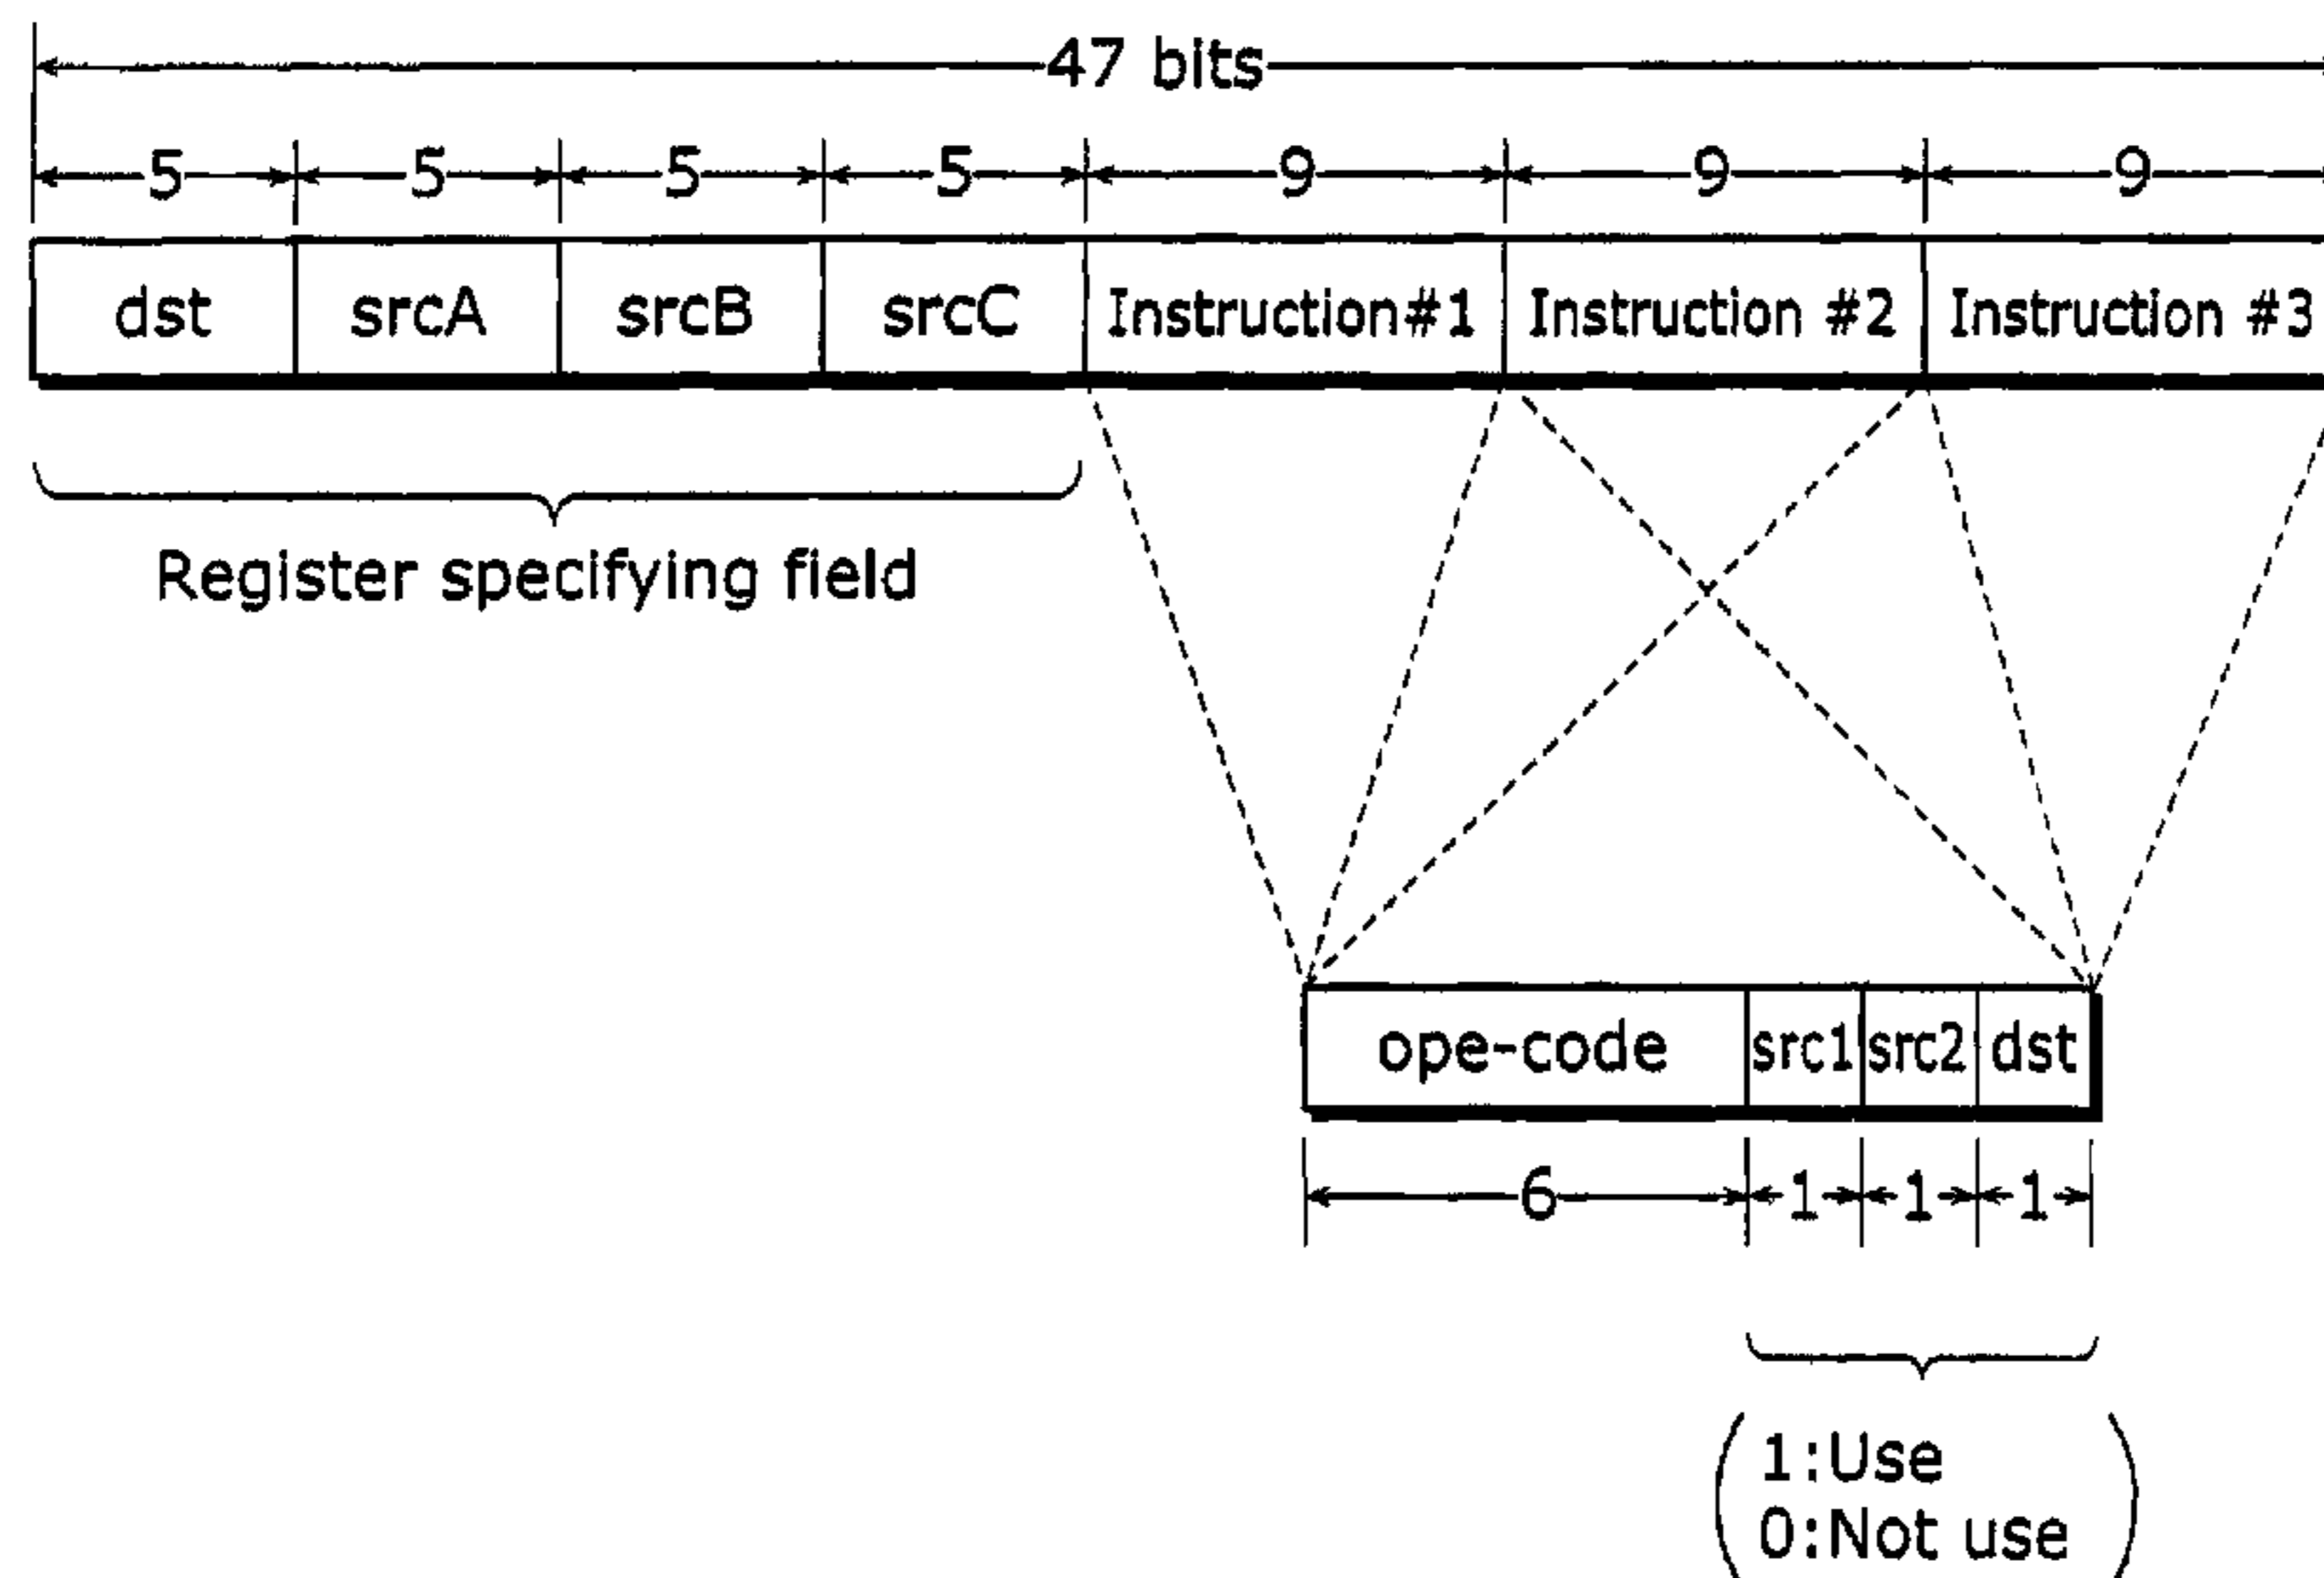 47 bits
5 5 5 5 9 9 9
dst srcA srcB srcC Instruction#1 Instruction #2 Instruction #3
Register specifying field
ope-code src1 src2 dst
6 1 1 1
1:Use
0:Not use